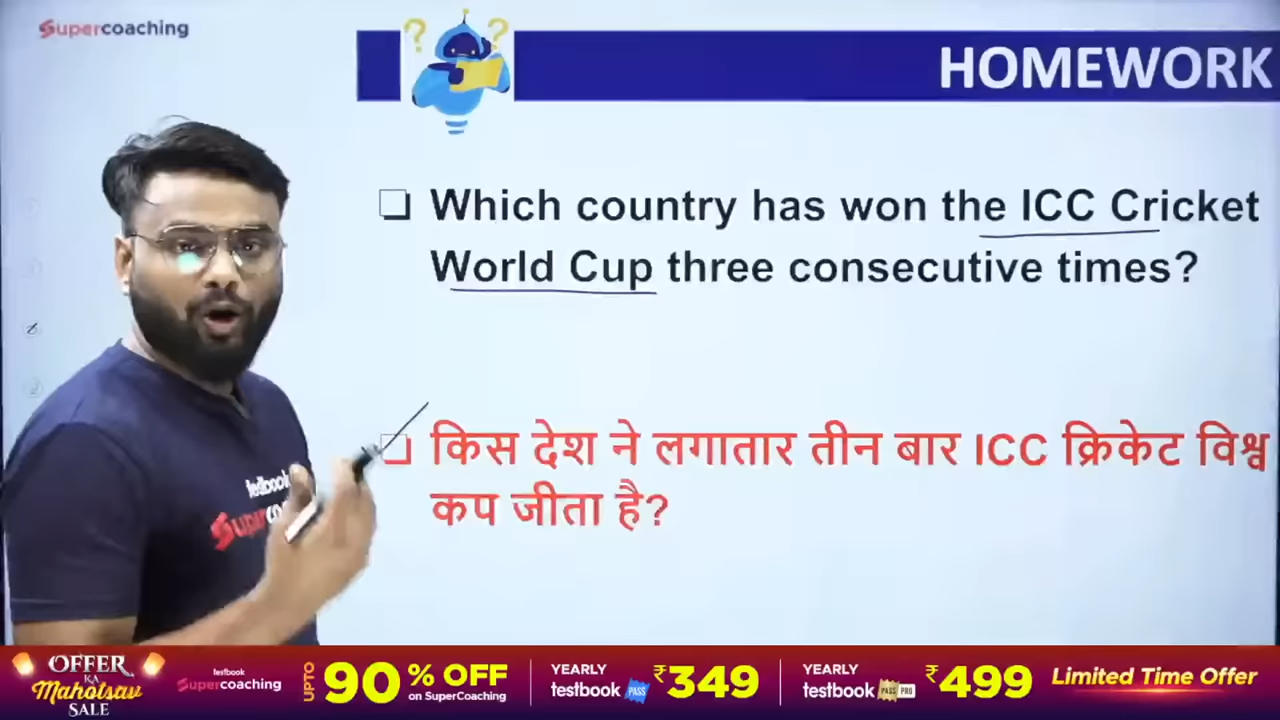 Supercoaching
HOMEWORK
Which country has won the ICC Cricket
World Cup three consecutive times?
किस देश ने लगातार तीन बार ICC क्रिकेट विश्व
कप जीता है?
testbook
Superco
OFFER
KA
Mahotsav
SALE
testbook
Supercoaching
UPTO 90% OFF
on SuperCoaching
YEARLY
testbook PASS
₹349
YEARLY
testbook PASS PRO
₹499
Limited Time Offer